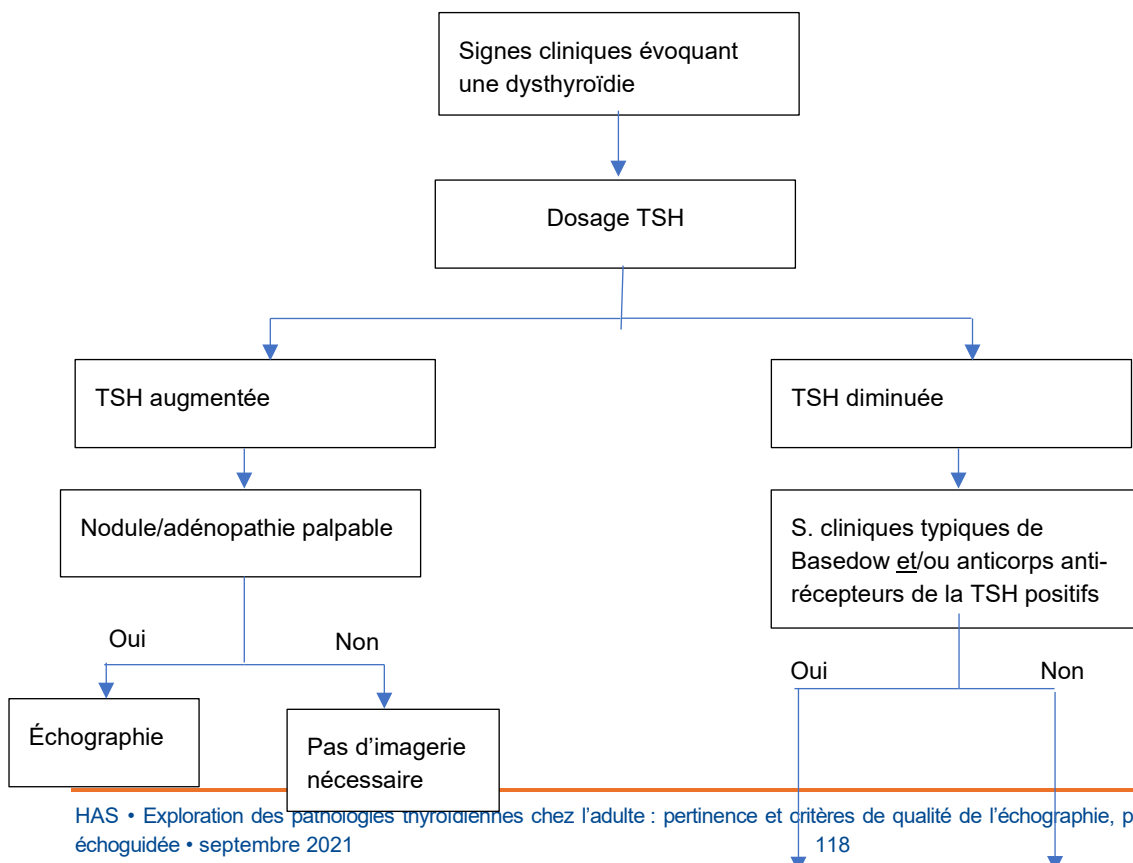 Signes cliniques évoquant
une dysthyroïdie
Dosage TSH
TSH augmentée
TSH diminuée
Nodule/adénopathie palpable
S. cliniques typiques de
Basedow et/ou anticorps anti-
récepteurs de la TSH positifs
Oui
Non
Oui
Non
Échographie
Pas d’imagerie
nécessaire
HAS • Exploration des pathologies thyroïdiennes chez l’adulte : pertinence et critères de qualité de l’échographie, p
échoguidée • septembre 2021
118